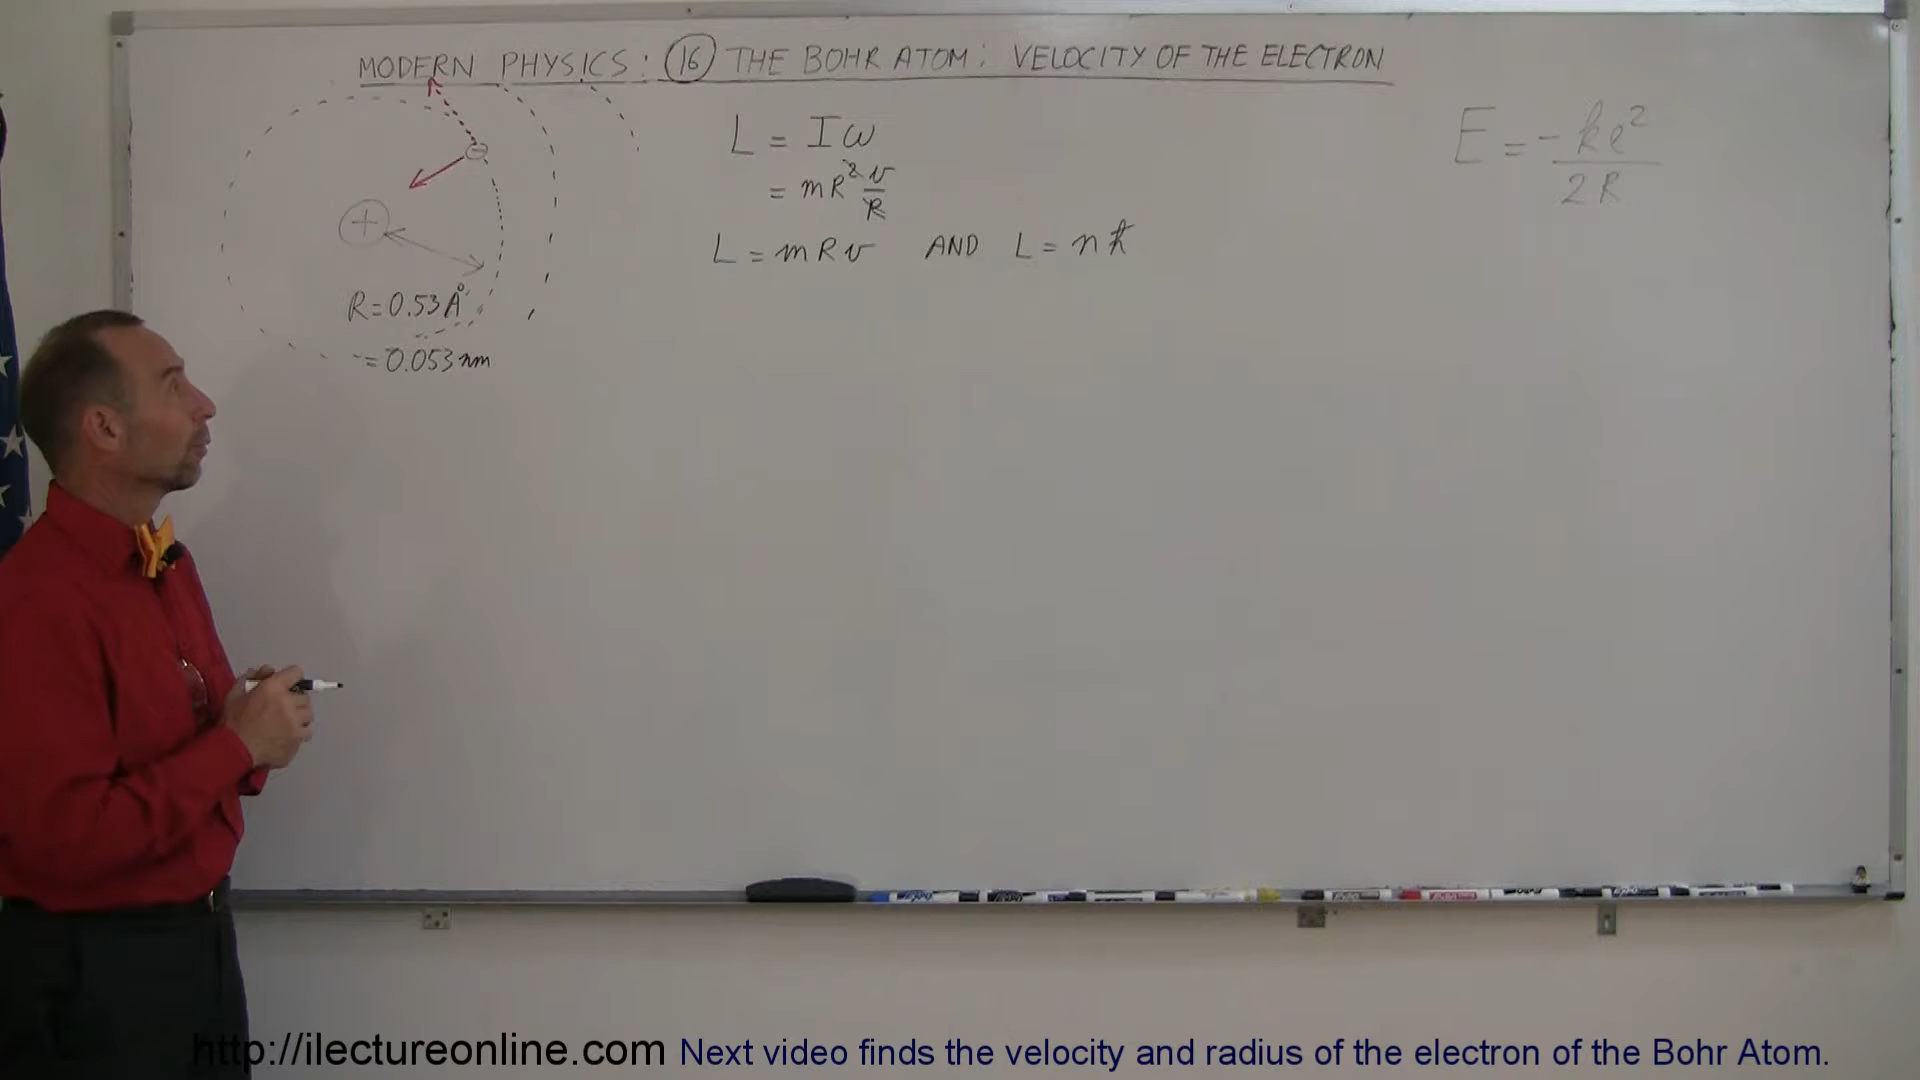 MODERN PHYSICS: 16 THE BOHR ATOM: VELOCITY OF THE ELECTRON
L = Iω
= mR² v/R
L = mRv AND L = nħ
E = -ke²/2R
+
R = 0.53 Å
= 0.053 nm
http://ilectureonline.com Next video finds the velocity and radius of the electron of the Bohr Atom.